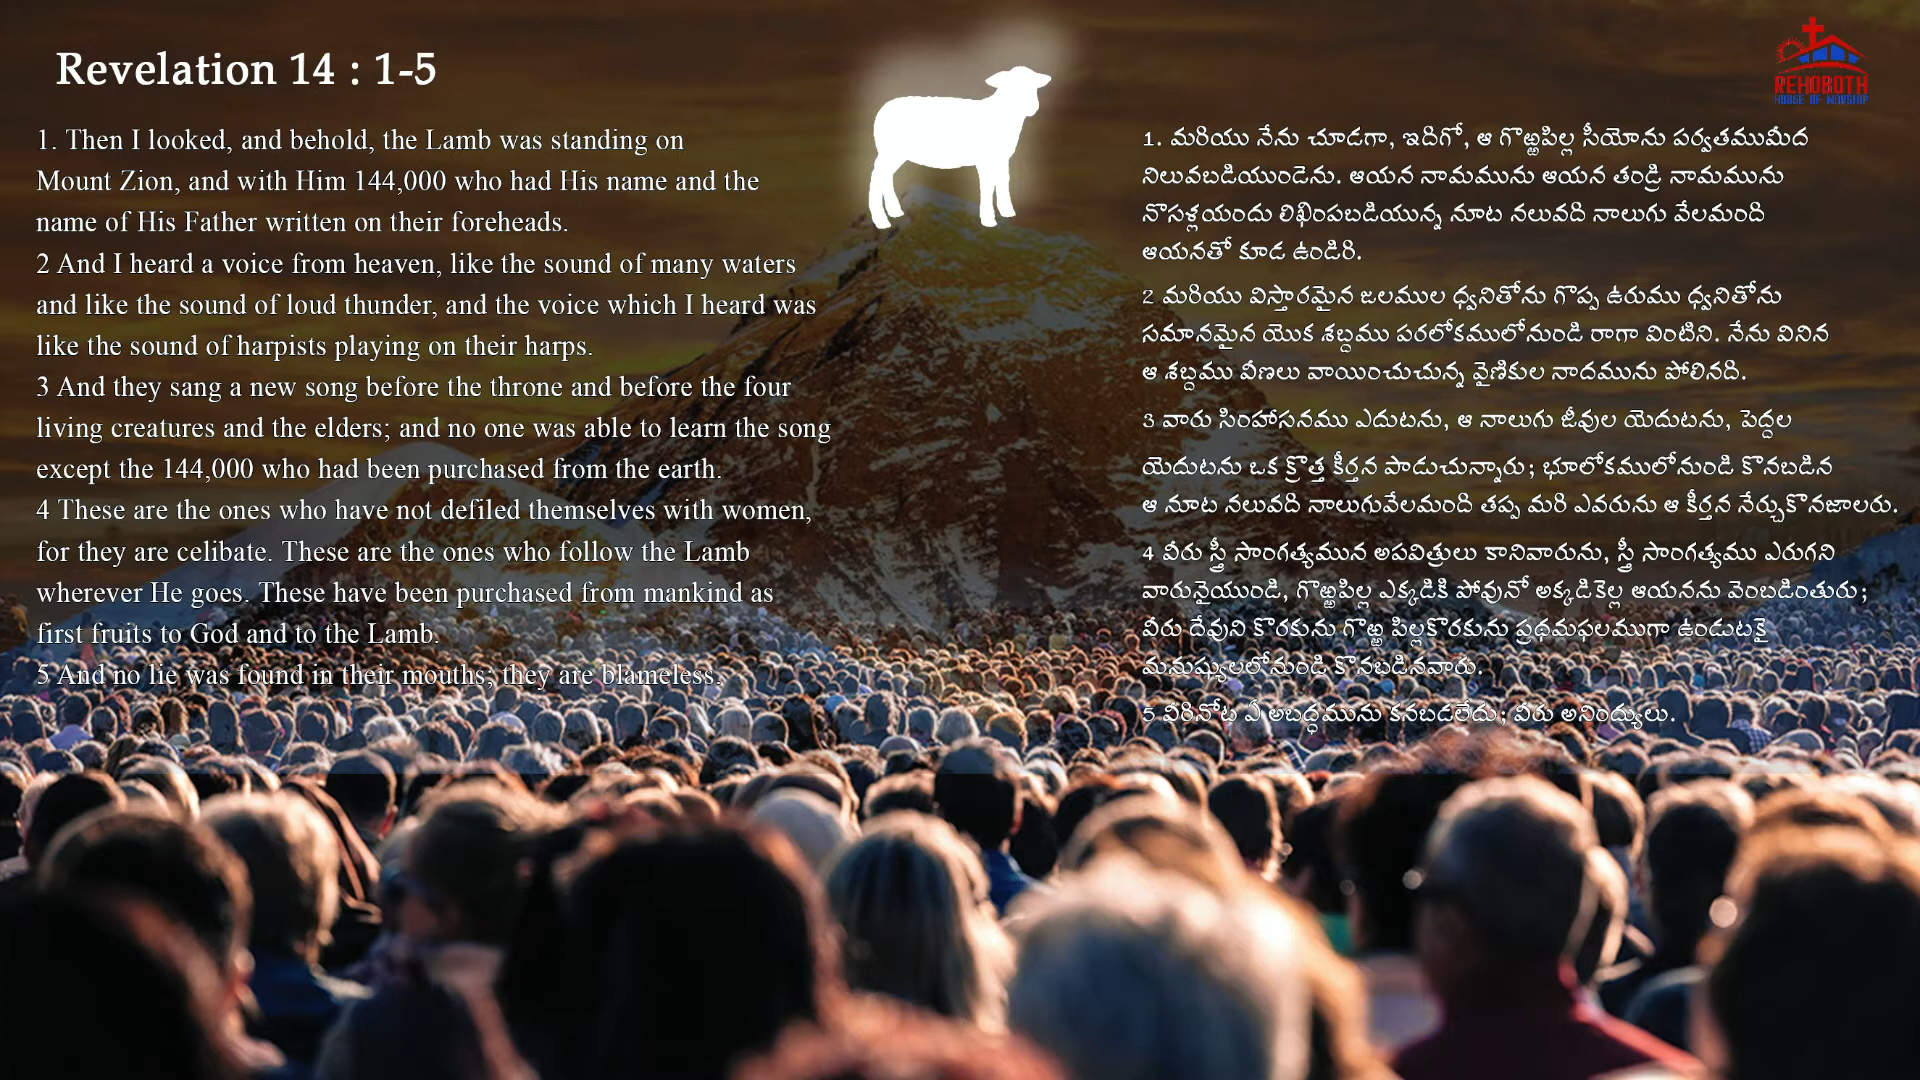 Revelation 14 : 1-5
1. Then I looked, and behold, the Lamb was standing on
Mount Zion, and with Him 144,000 who had His name and the
name of His Father written on their foreheads.
2 And I heard a voice from heaven, like the sound of many waters
and like the sound of loud thunder, and the voice which I heard was
like the sound of harpists playing on their harps.
3 And they sang a new song before the throne and before the four
living creatures and the elders; and no one was able to learn the song
except the 144,000 who had been purchased from the earth.
4 These are the ones who have not defiled themselves with women,
for they are celibate. These are the ones who follow the Lamb
wherever He goes. These have been purchased from mankind as
first fruits to God and to the Lamb.
5 And no lie was found in their mouths; they are blameless.
REHOBOTH
HOUSE OF WORSHIP
1. మరియు నేను చూడగా, ఇదిగో, ఆ గొఱ్ఱపిల్ల సీయోను పర్వతముమీద
నిలువబడియుండెను. ఆయన నామమును ఆయన తండ్రి నామమును
నొసళ్లయందు లిఖింపబడియున్న నూట నలువది నాలుగు వేలమంది
ఆయనతో కూడ ఉండిరి.
2 మరియు విస్తారమైన జలముల ధ్వనితోను గొప్ప ఉరుము ధ్వనితోను
సమానమైన యొక శబ్దము పరలోకములోనుండి రాగా వింటిని. నేను వినిన
ఆ శబ్దము వీణలు వాయించుచున్న వైణికుల నాదమును పోలినది.
3 వారు సింహాసనము ఎదుటను, ఆ నాలుగు జీవుల యెదుటను, పెద్దల
యెదుటను ఒక క్రొత్త కీర్తన పాడుచున్నారు; భూలోకములోనుండి కొనబడిన
ఆ నూట నలువది నాలుగువేలమంది తప్ప మరి ఎవరును ఆ కీర్తన నేర్చుకొనజాలరు.
4 వీరు స్త్రీ సాంగత్యమున అపవిత్రులు కానివారును, స్త్రీ సాంగత్యము ఎరుగని
వారునైయుండి, గొఱ్ఱపిల్ల ఎక్కడికి పోవునో అక్కడికెల్ల ఆయనను వెంబడింతురు;
వీరు దేవుని కొరకును గొఱ్ఱ పిల్లకొరకును ప్రథమఫలముగా ఉండుటకై
మనుష్యులలోనుండి కొనబడినవారు.
5 వీరినోట ఏ అబద్ధమును కనబడలేదు; వీరు అనింద్యులు.